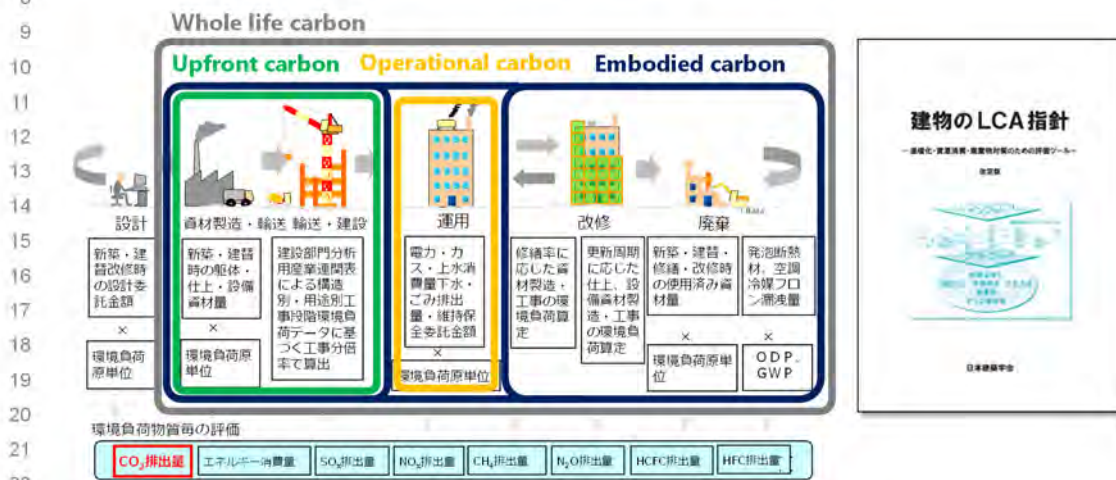 8
9
10
11
12
13
14
15
16
17
18
19
20
21
Whole life carbon
Upfront carbon
Operational carbon
Embodied carbon
設計
資材製造・輸送
輸送・建設
運用
改修
廃棄
新築・建
替改修時
の設計委
託金額
×
環境負荷
原単位
新築・建替
時の躯体・
仕上・設備
資材量
×
環境負荷原
単位
建設部門分析
用産業連関表
による構造
別・用途別工
事段階環境負
荷データに基
づく工事分倍
率で算出
電力・ガ
ス・上水消
費量下水・
ごみ排出
量・維持保
全委託金額
×
環境負荷原単位
修繕率に
応じた資
材製造・
工事の環
境負荷算
定
更新周期
に応じた
仕上、設
備資材製
造・工事
の環境負
荷算定
新築・建替・
修繕・改修時
の使用済み資
材量
×
環境負荷原単
位
発泡断熱
材、空調
冷媒フロ
ン漏洩量
×
ODP、
GWP
環境負荷物質毎の評価
CO₂排出量
エネルギー消費量
SOₓ排出量
NOₓ排出量
CH₄排出量
N₂O排出量
HCFC排出量
HFC排出量
建物のLCA指針
改定版
日本建築学会